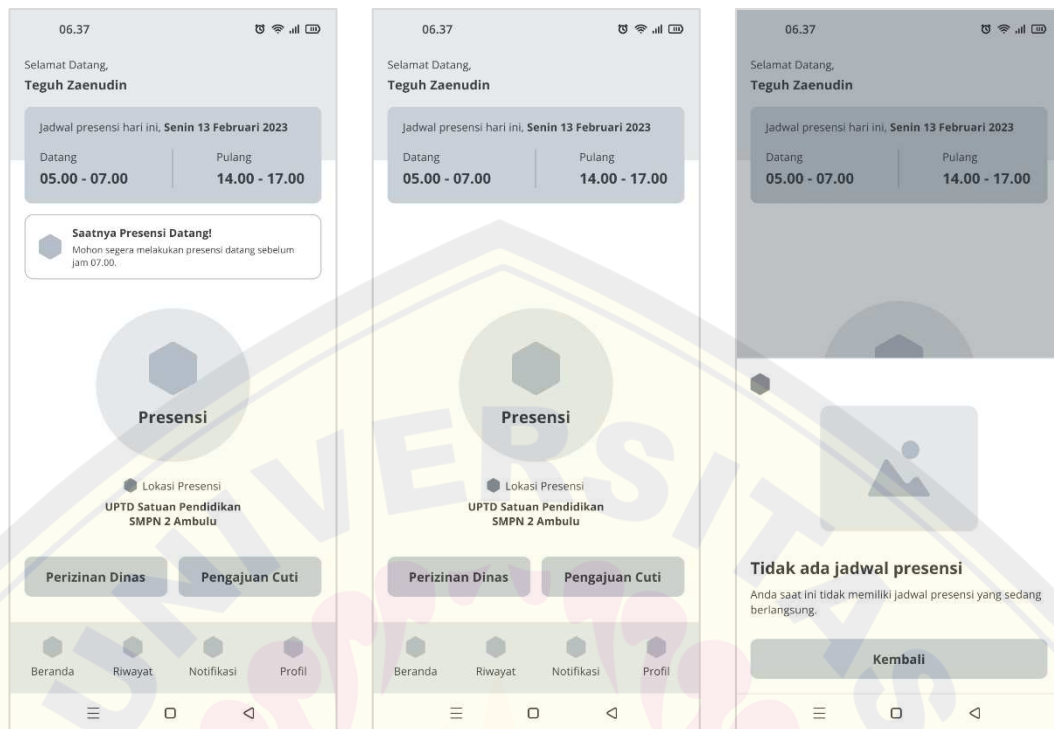 06.37
Selamat Datang,
Teguh Zaenudin
Jadwal presensi hari ini, Senin 13 Februari 2023
Datang
Pulang
05.00 - 07.00
14.00 - 17.00
Saatnya Presensi Datang!
Mohon segera melakukan presensi datang sebelum
jam 07.00.
Presensi
Lokasi Presensi
UPTD Satuan Pendidikan
SMPN 2 Ambulu
Perizinan Dinas
Pengajuan Cuti
Beranda
Riwayat
Notifikasi
Profil
06.37
Selamat Datang,
Teguh Zaenudin
Jadwal presensi hari ini, Senin 13 Februari 2023
Datang
Pulang
05.00 - 07.00
14.00 - 17.00
Presensi
Lokasi Presensi
UPTD Satuan Pendidikan
SMPN 2 Ambulu
Perizinan Dinas
Pengajuan Cuti
Beranda
Riwayat
Notifikasi
Profil
06.37
Selamat Datang,
Teguh Zaenudin
Jadwal presensi hari ini, Senin 13 Februari 2023
Datang
Pulang
05.00 - 07.00
14.00 - 17.00
Tidak ada jadwal presensi
Anda saat ini tidak memiliki jadwal presensi yang sedang
berlangsung.
Kembali
UNIVERSITAS